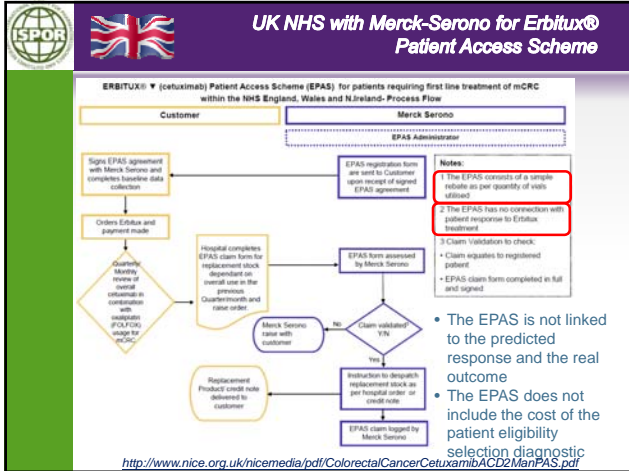 ISPOR
UK NHS with Merck-Serono for Erbitux®
Patient Access Scheme
ERBITUX® ▼ (cetuximab) Patient Access Scheme (EPAS) for patients requiring first line treatment of mCRC
within the NHS England, Wales and N.Ireland- Process Flow
Customer
Merck Serono
EPAS Administrator
Signs EPAS agreement
with Merck Serono and
completes baseline data
collection
EPAS registration form
are sent to Customer
upon receipt of signed
EPAS agreement
Notes:
1 The EPAS consists of a simple
rebate as per quantity of vials
utilised
2 The EPAS has no connection with
patient response to Erbitux
treatment
3 Claim Validation to check:
• Claim equates to registered
patient
• EPAS claim form completed in full
and signed
Orders Erbitux and
payment made
Quarterly/
Monthly
review of
overall
cetuximab in
combination
with
oxaliplatin
(FOLFOX)
usage for
mCRC
Hospital completes
EPAS claim form for
replacement stock
dependant on
overall use in the
previous
Quarter/month and
raise order.
EPAS form assessed
by Merck Serono
Claim validated³
Y/N
No
Merck Serono
raise with
customer
Yes
Instruction to despatch
replacement stock as
per hospital order or
credit note
Replacement
Product/ credit note
delivered to
customer
EPAS claim logged by
Merck Serono
• The EPAS is not linked
to the predicted
response and the real
outcome
• The EPAS does not
include the cost of the
patient eligibility
selection diagnostic
http://www.nice.org.uk/nicemedia/pdf/ColorectalCancerCetuxamibACD2ManPAS.pdf